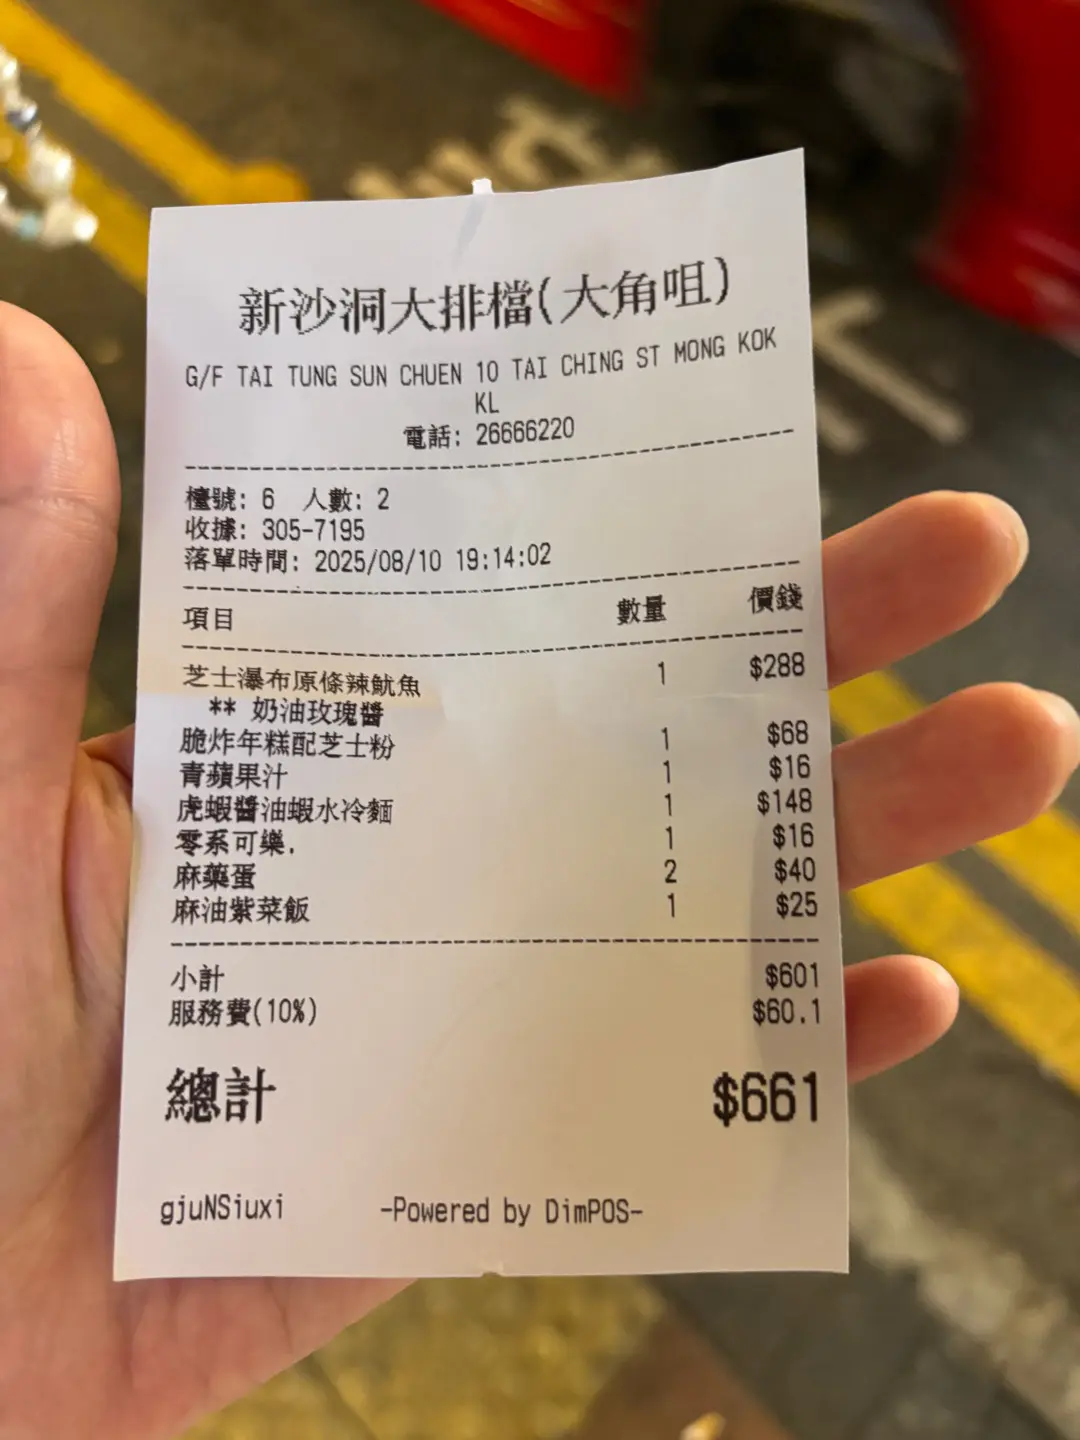 新沙洞大排檔(大角咀)
G/F TAI TUNG SUN CHUEN 10 TAI CHING ST MONG KOK
KL
電話: 26666220
檯號: 6 人數: 2
收據: 305-7195
落單時間: 2025/08/10 19:14:02
項目 數量 價錢
芝士瀑布原條辣魷魚 1 $288
** 奶油玫瑰醬
脆炸年糕配芝士粉 1 $68
青蘋果汁 1 $16
虎蝦醬油蝦水冷麵 1 $148
零系可樂. 1 $16
麻藥蛋 2 $40
麻油紫菜飯 1 $25
小計 $601
服務費(10%) $60.1
總計 $661
gjuNSiuxi -Powered by DimPOS-